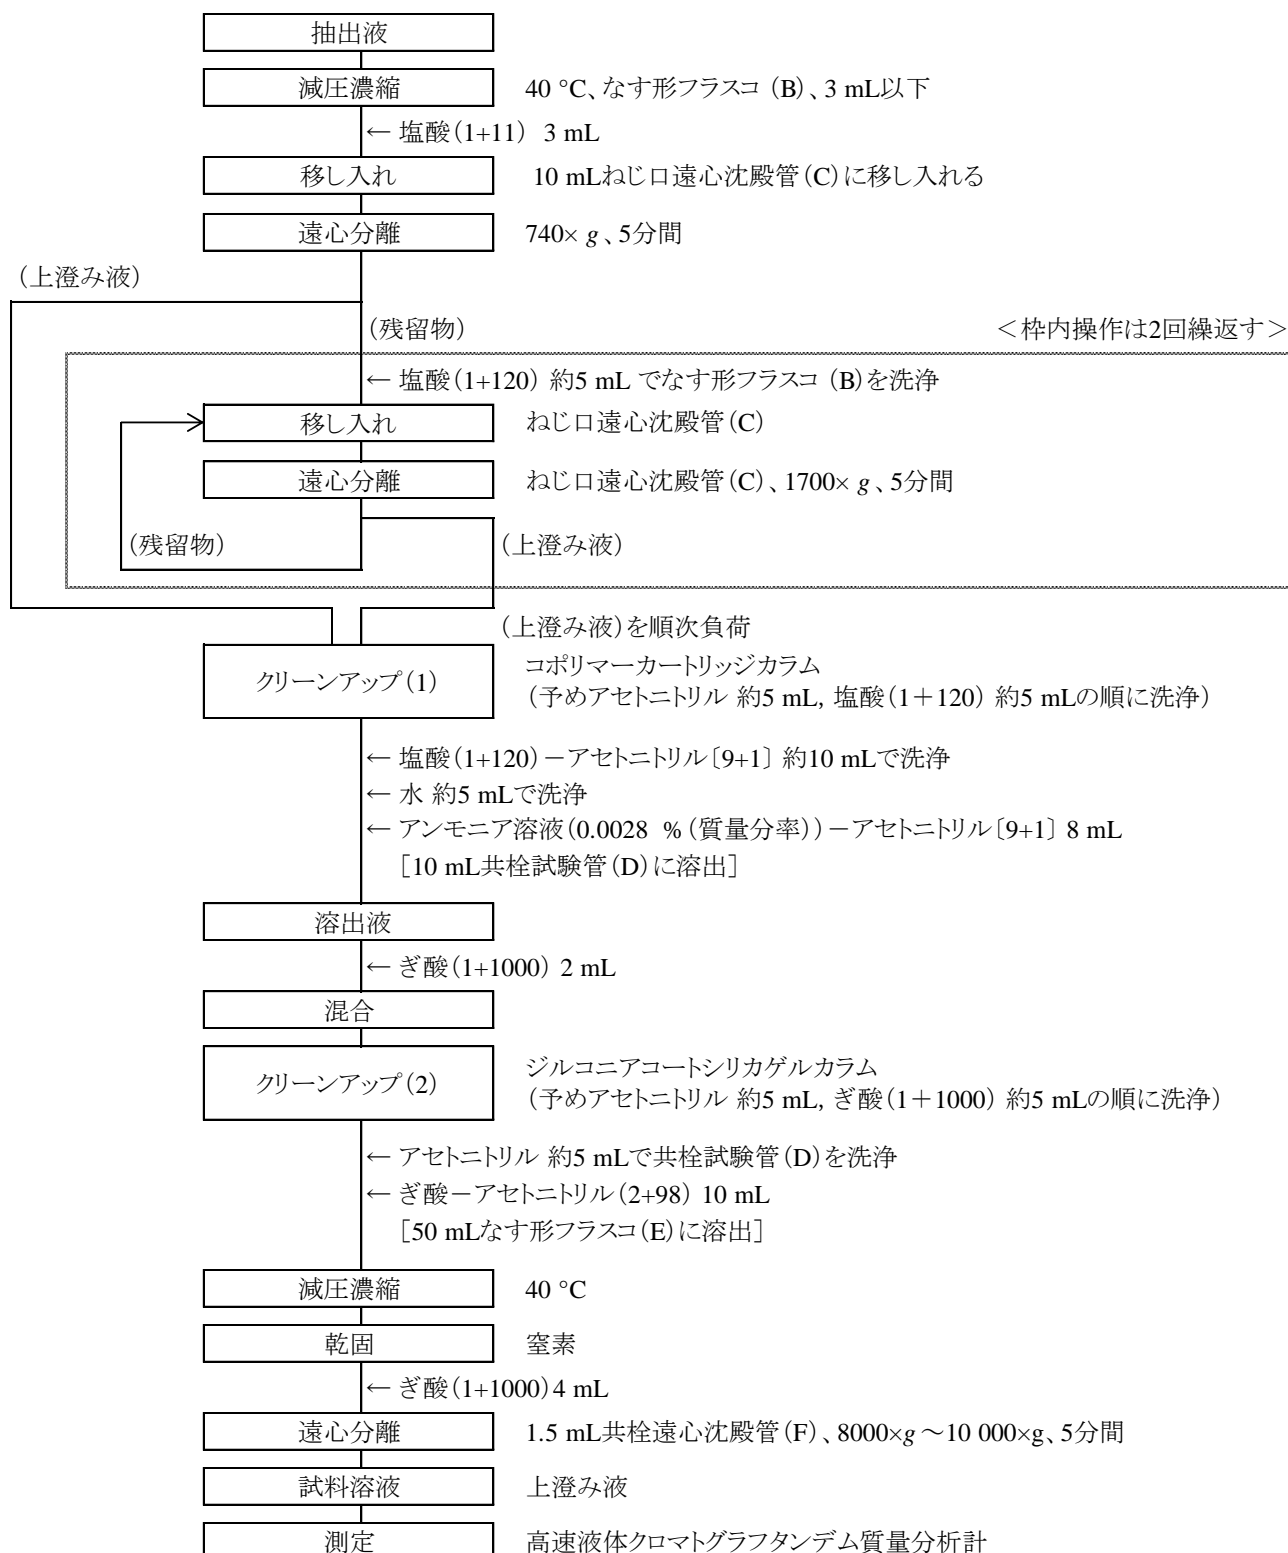 抽出液
減圧濃縮 40 °C、なす形フラスコ (B)、3 mL以下
← 塩酸(1+11) 3 mL
移し入れ 10 mLねじ口遠心沈殿管(C)に移し入れる
遠心分離 740× g 、5分間
(上澄み液)
(残留物) <枠内操作は2回繰返す>
← 塩酸(1+120) 約5 mL でなす形フラスコ (B)を洗浄
移し入れ ねじ口遠心沈殿管(C)
遠心分離 ねじ口遠心沈殿管(C)、1700× g 、5分間
(残留物) (上澄み液)
(上澄み液)を順次負荷
クリーンアップ(1) コポリマーカートリッジカラム
(予めアセトニトリル 約5 mL, 塩酸(1+120) 約5 mLの順に洗浄)
← 塩酸(1+120)-アセトニトリル[9+1] 約10 mLで洗浄
← 水 約5 mLで洗浄
← アンモニア溶液(0.0028 %(質量分率))-アセトニトリル[9+1] 8 mL
[10 mL共栓試験管(D)に溶出]
溶出液
← ぎ酸(1+1000) 2 mL
混合
クリーンアップ(2) ジルコニアコートシリカゲルカラム
(予めアセトニトリル 約5 mL, ぎ酸(1+1000) 約5 mLの順に洗浄)
← アセトニトリル 約5 mLで共栓試験管(D)を洗浄
← ぎ酸-アセトニトリル(2+98) 10 mL
[50 mLなす形フラスコ(E)に溶出]
減圧濃縮 40 °C
乾固 窒素
← ぎ酸(1+1000)4 mL
遠心分離 1.5 mL共栓遠心沈殿管(F)、8000×g ~10 000×g、5分間
試料溶液 上澄み液
測定 高速液体クロマトグラフタンデム質量分析計